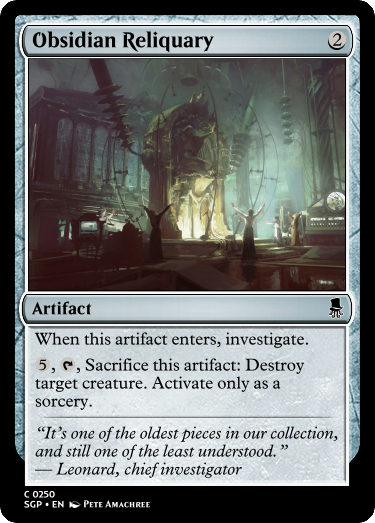 Obsidian Reliquary 2
Artifact
When this artifact enters, investigate.
5, T, Sacrifice this artifact: Destroy
target creature. Activate only as a
sorcery.
“It’s one of the oldest pieces in our collection,
and still one of the least understood.”
— Leonard, chief investigator
C 0250
SGP • EN Pete Amachree